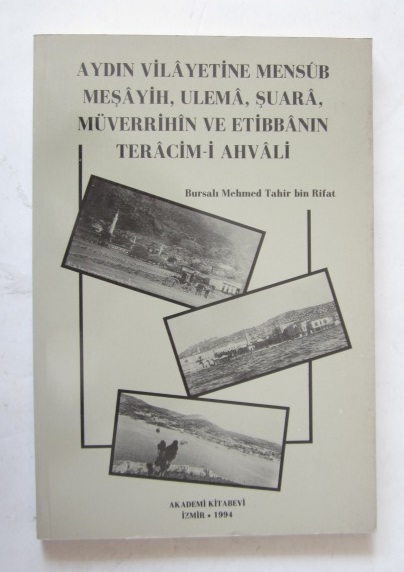 AYDIN VİLÂYETİNE MENSÛB
MEŞÂYİH, ULEMÂ, ŞUARÂ,
MÜVERRİHÎN VE ETİBBÂNIN
TERÂCİM-İ AHVÂLİ
Bursalı Mehmed Tahir bin Rifat
AKADEMİ KİTABEVİ
İZMİR • 1994